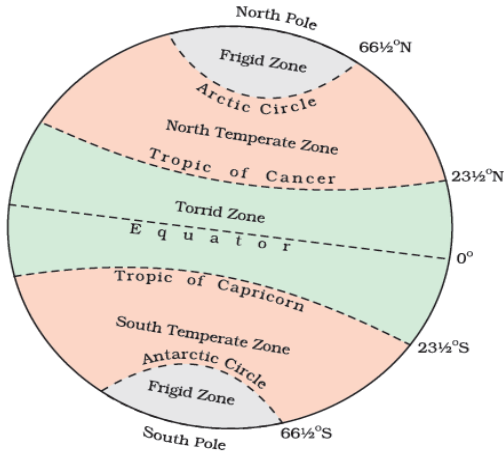 North Pole
66½°N
Frigid Zone
Arctic Circle
North Temperate Zone
Tropic of Cancer
23½°N
Torrid Zone
Equator
0°
Tropic of Capricorn
South Temperate Zone
23½°S
Antarctic Circle
Frigid Zone
66½°S
South Pole